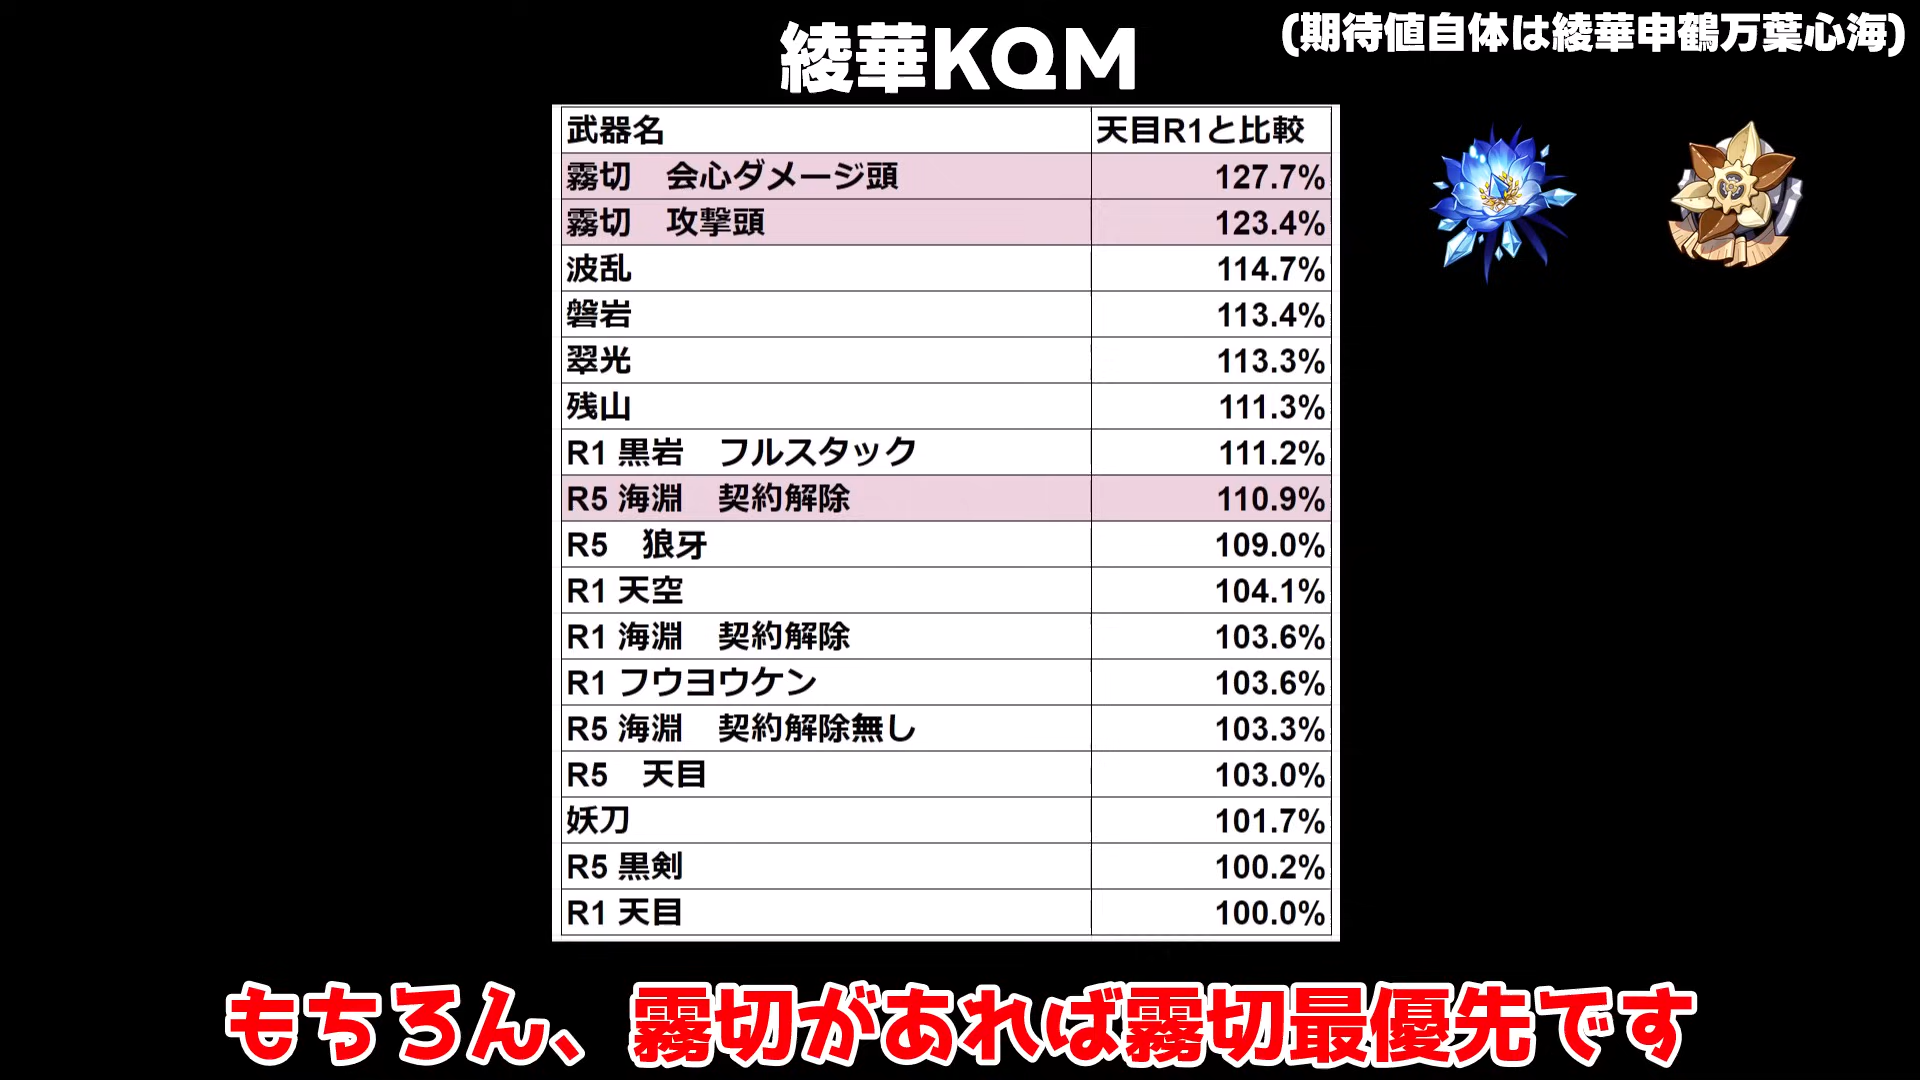 綾華KQM
(期待値自体は綾華申鶴万葉心海)
武器名 天目R1と比較
霧切 会心ダメージ頭 127.7%
霧切 攻撃頭 123.4%
波乱 114.7%
磐岩 113.4%
翠光 113.3%
残山 111.3%
R1 黒岩 フルスタック 111.2%
R5 海淵 契約解除 110.9%
R5 狼牙 109.0%
R1 天空 104.1%
R1 海淵 契約解除 103.6%
R1 フウヨウケン 103.6%
R5 海淵 契約解除無し 103.3%
R5 天目 103.0%
妖刀 101.7%
R5 黒剣 100.2%
R1 天目 100.0%
もちろん、霧切があれば霧切最優先です